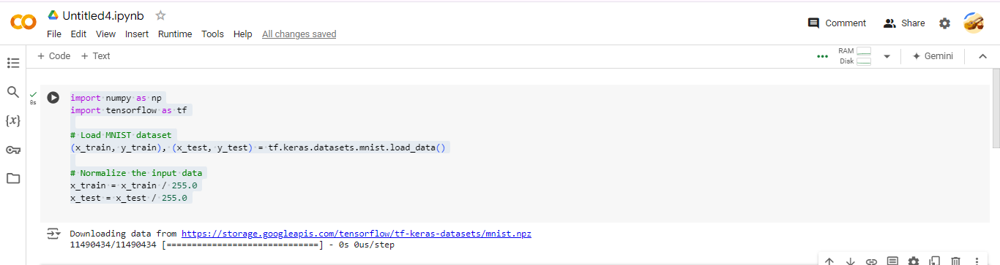 Untitled4.ipynb
File Edit View Insert Runtime Tools Help All changes saved
Comment Share
+ Code + Text
RAM
Disk
Gemini
{x}
8s
import numpy as np
import tensorflow as tf
# Load MNIST dataset
(x_train, y_train), (x_test, y_test) = tf.keras.datasets.mnist.load_data()
# Normalize the input data
x_train = x_train / 255.0
x_test = x_test / 255.0
Downloading data from https://storage.googleapis.com/tensorflow/tf-keras-datasets/mnist.npz
11490434/11490434 [==============================] - 0s 0us/step